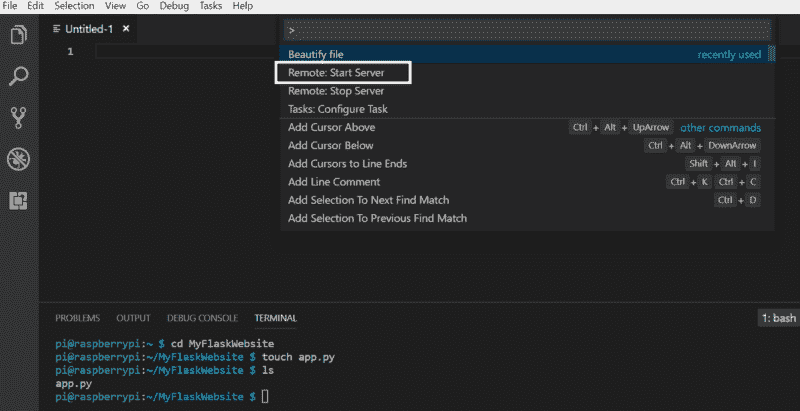 File Edit Selection View Go Debug Tasks Help
Untitled-1 ×
>
1
Beautify file recently used
Remote: Start Server
Remote: Stop Server
Tasks: Configure Task
Add Cursor Above Ctrl + Alt + UpArrow other commands
Add Cursor Below Ctrl + Alt + DownArrow
Add Cursors to Line Ends Shift + Alt + I
Add Line Comment Ctrl + K Ctrl + C
Add Selection To Next Find Match Ctrl + D
Add Selection To Previous Find Match
PROBLEMS OUTPUT DEBUG CONSOLE TERMINAL 1: bash
pi@raspberrypi:~ $ cd MyFlaskWebsite
pi@raspberrypi:~/MyFlaskWebsite $ touch app.py
pi@raspberrypi:~/MyFlaskWebsite $ ls
app.py
pi@raspberrypi:~/MyFlaskWebsite $